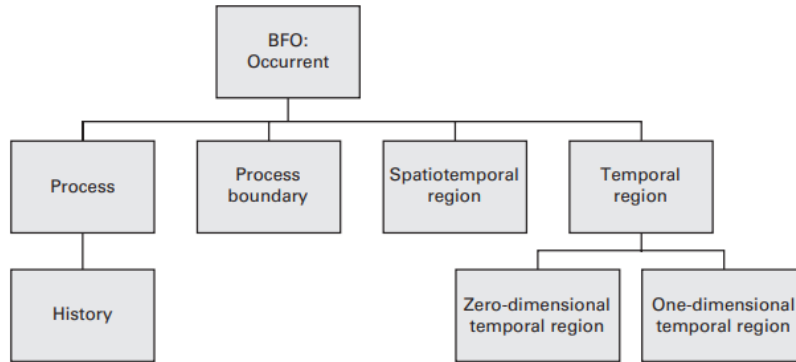 BFO:
Occurrent
Process
Process
boundary
Spatiotemporal
region
Temporal
region
History
Zero-dimensional
temporal region
One-dimensional
temporal region